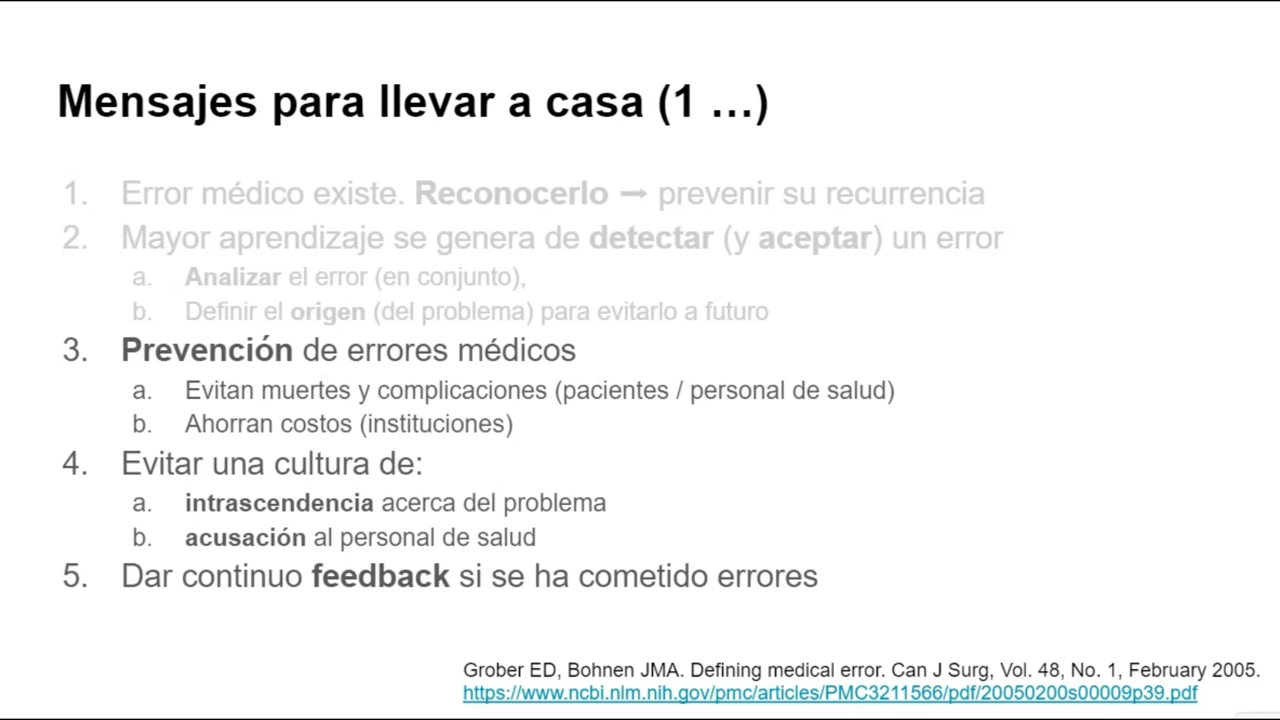 Mensajes para llevar a casa (1 ...)
1. Error médico existe. Reconocerlo → prevenir su recurrencia
2. Mayor aprendizaje se genera de detectar (y aceptar) un error
a. Analizar el error (en conjunto),
b. Definir el origen (del problema) para evitarlo a futuro
3. Prevención de errores médicos
a. Evitan muertes y complicaciones (pacientes / personal de salud)
b. Ahorran costos (instituciones)
4. Evitar una cultura de:
a. intrascendencia acerca del problema
b. acusación al personal de salud
5. Dar continuo feedback si se ha cometido errores
Grober ED, Bohnen JMA. Defining medical error. Can J Surg, Vol. 48, No. 1, February 2005.
https://www.ncbi.nlm.nih.gov/pmc/articles/PMC3211566/pdf/20050200s00009p39.pdf